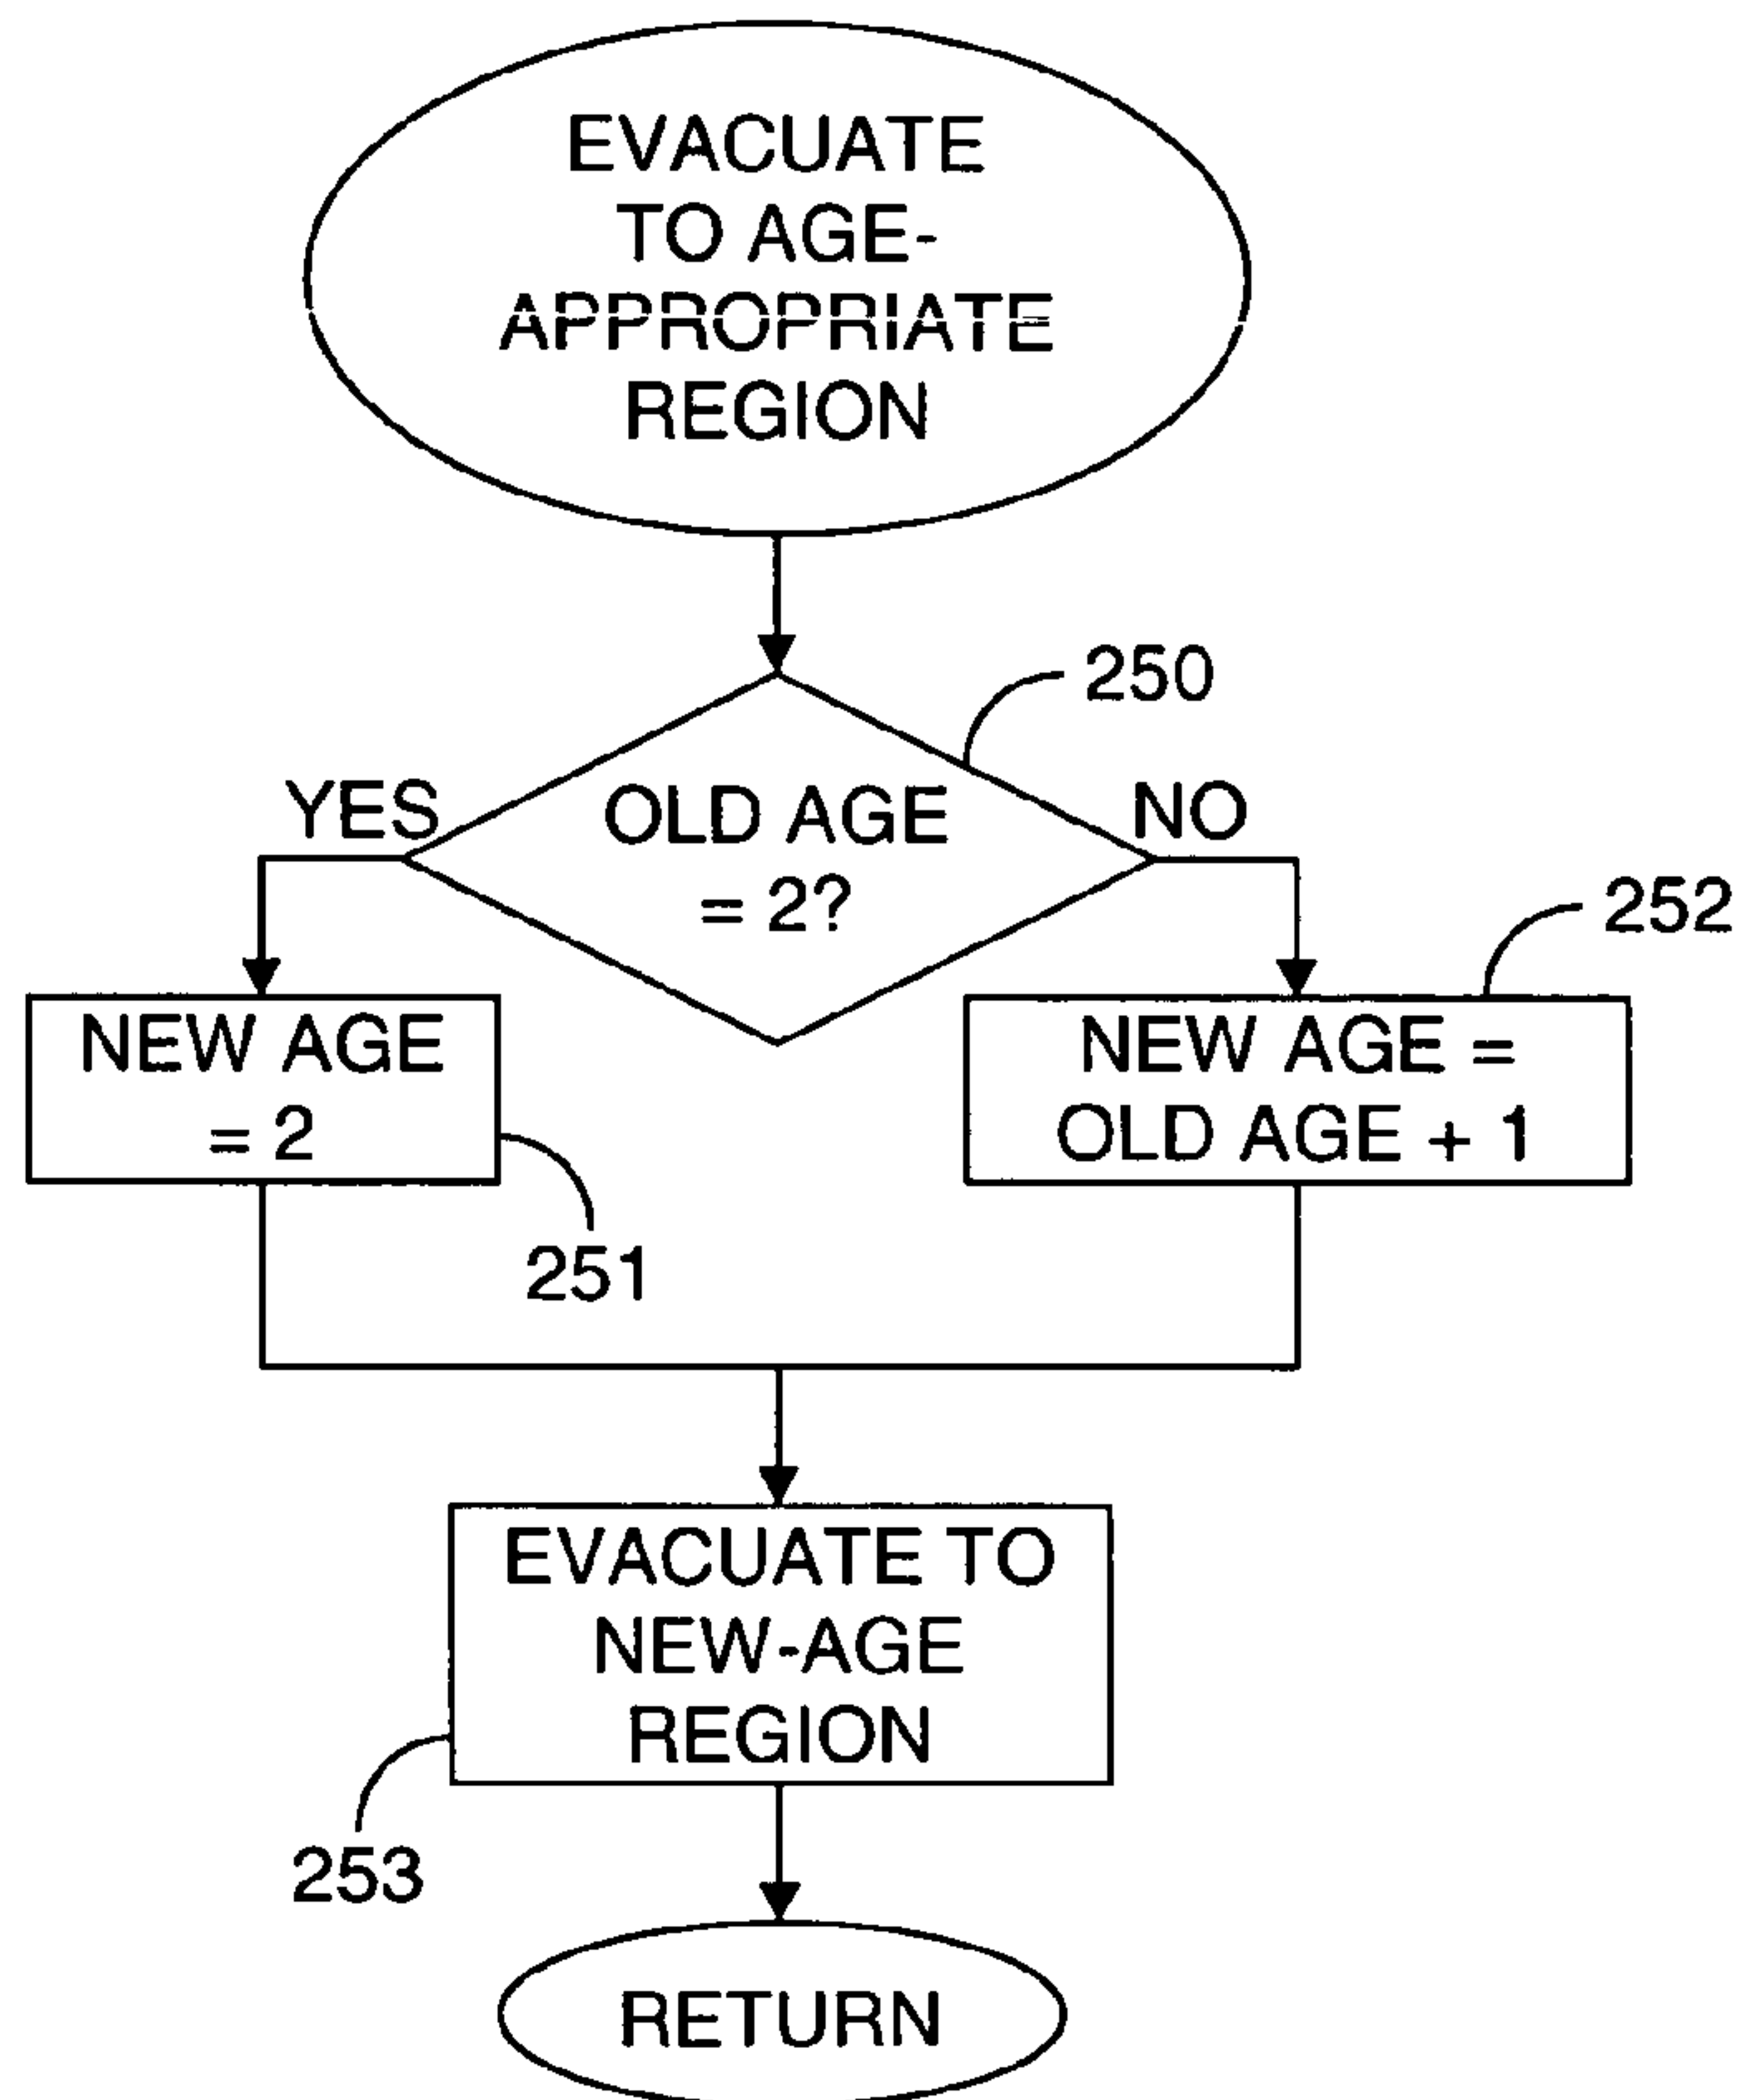 EVACUATE
TO AGE-
APPROPRIATE
REGION
250
YES
OLD AGE
= 2?
NO
252
NEW AGE
= 2
NEW AGE =
OLD AGE + 1
251
EVACUATE TO
NEW-AGE
REGION
253
RETURN